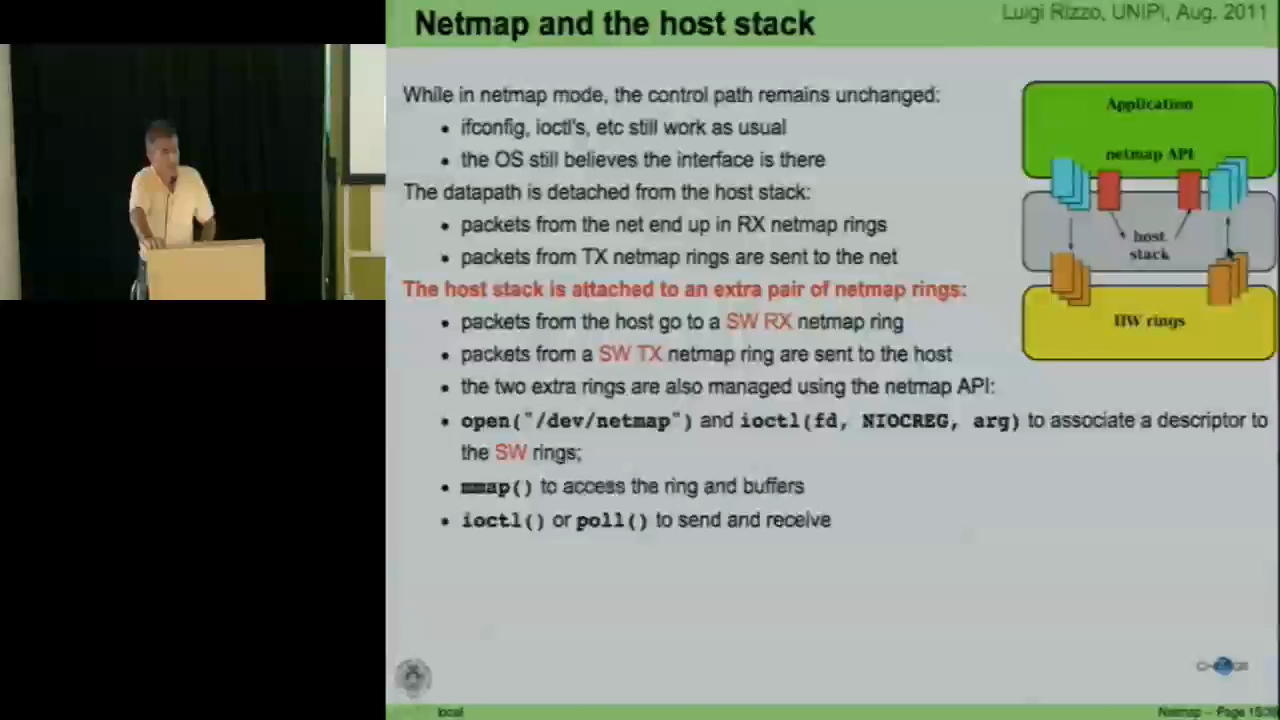 Netmap and the host stack
Luigi Rizzo, UNIPI, Aug. 2011
While in netmap mode, the control path remains unchanged:
• ifconfig, ioctl's, etc still work as usual
• the OS still believes the interface is there
The datapath is detached from the host stack:
• packets from the net end up in RX netmap rings
• packets from TX netmap rings are sent to the net
The host stack is attached to an extra pair of netmap rings:
• packets from the host go to a SW RX netmap ring
• packets from a SW TX netmap ring are sent to the host
• the two extra rings are also managed using the netmap API:
• open("/dev/netmap") and ioctl(fd, NIOCREG, arg) to associate a descriptor to
the SW rings;
• mmap() to access the ring and buffers
• ioctl() or poll() to send and receive
Application
netmap API
host
stack
HW rings
local
Netmap – Page